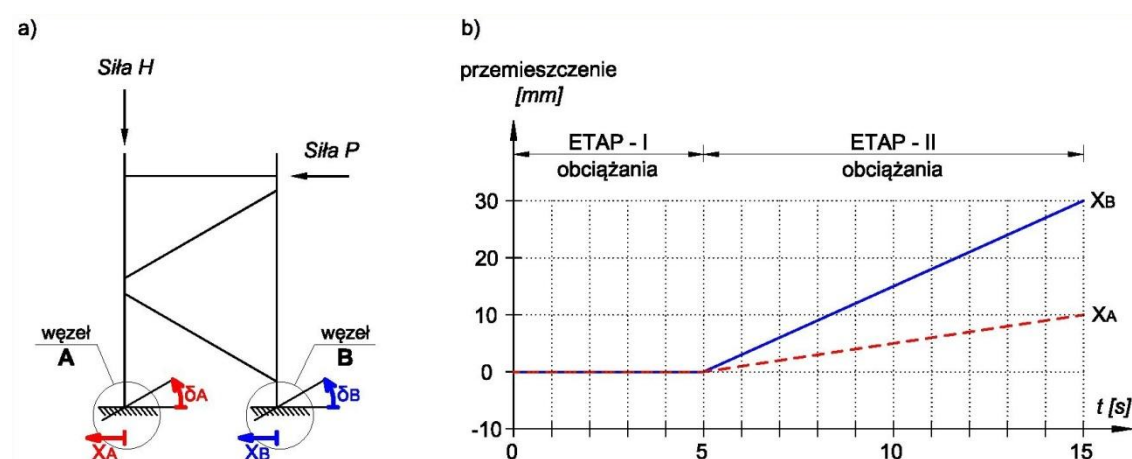 a)
Siła H
Siła P
węzeł
A
węzeł
B
δA
δB
XA
XB
b)
przemieszczenie
[mm]
ETAP - I
obciążania
ETAP - II
obciążania
30
20
10
0
-10
XB
XA
t [s]
0
5
10
15